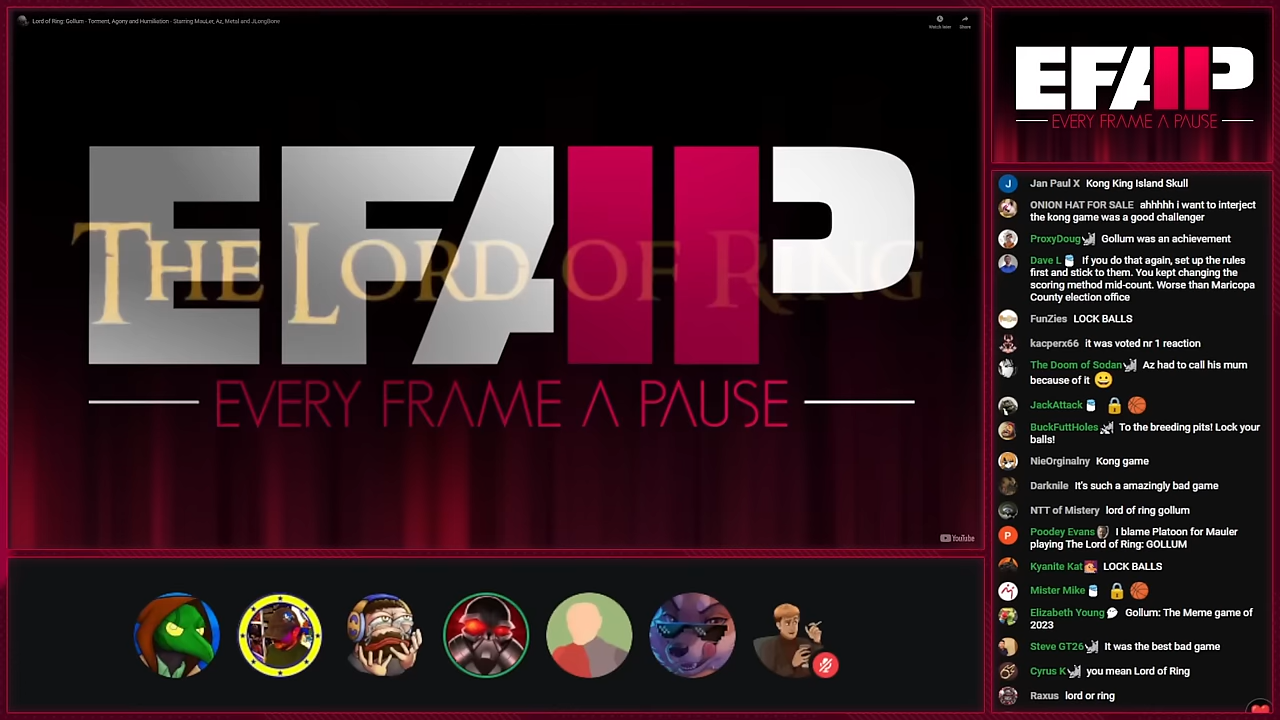 Lord of Ring: Gollum - Torment, Agony and Humiliation - Starring MauLer, Az, Metal and JLongBone
Watch later
Share
EFAP
THE LORD OF RING
EVERY FRAME A PAUSE
YouTube
EFAP
EVERY FRAME A PAUSE
Jan Paul X Kong King Island Skull
ONION HAT FOR SALE ahhhhh i want to interject
the kong game was a good challenger
ProxyDoug Gollum was an achievement
Dave L If you do that again, set up the rules
first and stick to them. You kept changing the
scoring method mid-count. Worse than Maricopa
County election office
FunZies LOCK BALLS
kacperx66 it was voted nr 1 reaction
The Doom of Sodan Az had to call his mum
because of it 😀
JackAttack 🔒 🏀
BuckFuttHoles To the breeding pits! Lock your
balls!
NieOrginalny Kong game
Darknile It's such a amazingly bad game
NTT of Mistery lord of ring gollum
P
Poodey Evans I blame Platoon for Mauler
playing The Lord of Ring: GOLLUM
Kyanite Kat LOCK BALLS
Mister Mike 🔒 🏀
Elizabeth Young Gollum: The Meme game of
2023
Steve GT26 It was the best bad game
Cyrus K you mean Lord of Ring
Raxus lord or ring